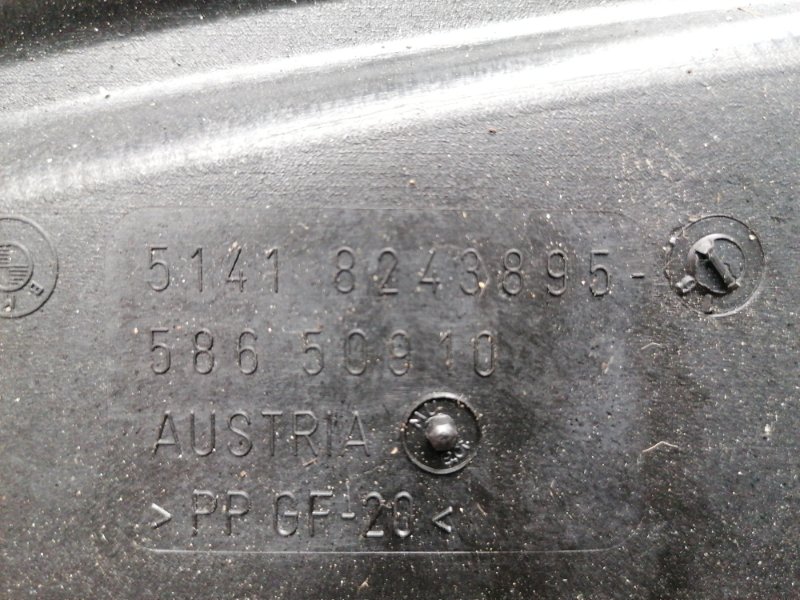 5141 8243895-
586 50910
AUSTRIA
> PP GF-20 <